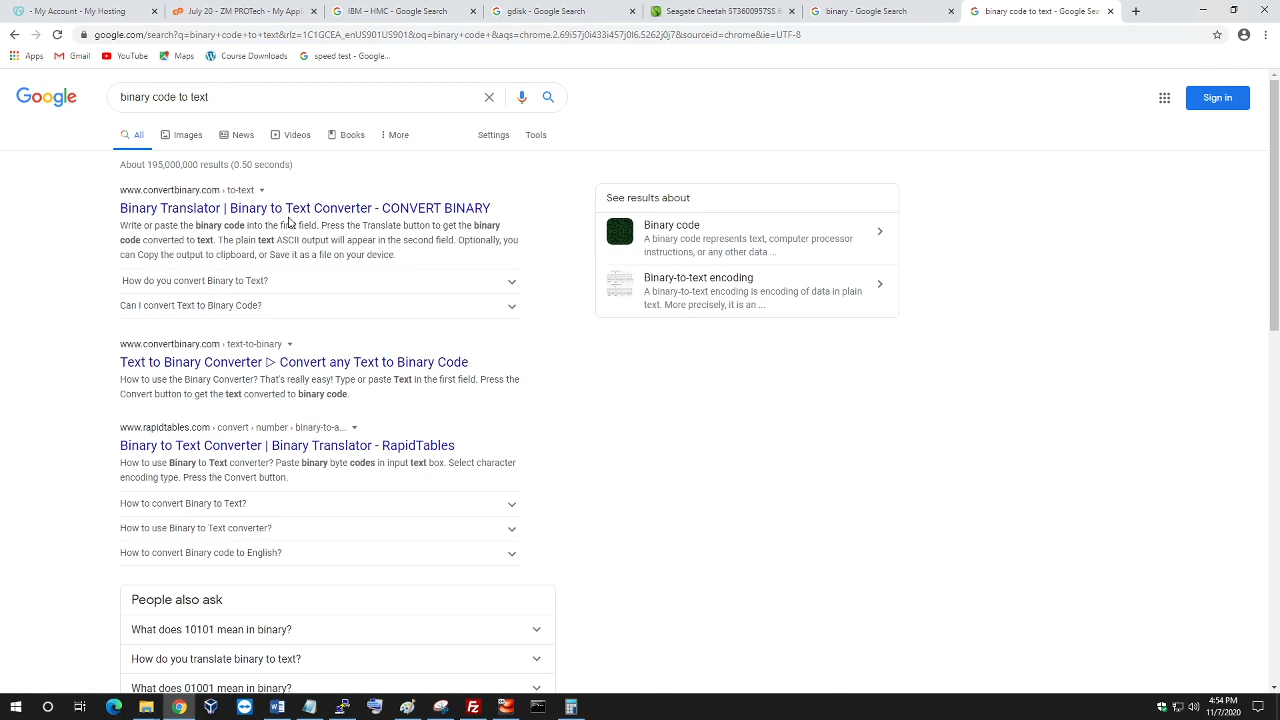 - My Account - My Hosting
July 20 - ZM PROTech - My Appli
IBM – HMC - Google Search
gdisk - Google Search
Seagate Cheetah ST3600957SS 6
binary - Google Search
binary code to text - Google Sea
google.com/search?q=binary+code+to+text&rlz=1C1GCEA_enUS901US901&oq=binary+code+&aqs=chrome.2.69i57j0i433i457j0l6.5262j0j7&sourceid=chrome&ie=UTF-8
Apps
Gmail
YouTube
Maps
Course Downloads
speed test - Google...
Google
binary code to text
Sign in
All
Images
News
Videos
Books
More
Settings
Tools
About 195,000,000 results (0.50 seconds)
www.convertbinary.com › to-text
Binary Translator | Binary to Text Converter - CONVERT BINARY
Write or paste the binary code into the first field. Press the Translate button to get the binary
code converted to text. The plain text ASCII output will appear in the second field. Optionally, you
can Copy the output to clipboard, or Save it as a file on your device.
How do you convert Binary to Text?
Can I convert Text to Binary Code?
www.convertbinary.com › text-to-binary
Text to Binary Converter ▷ Convert any Text to Binary Code
How to use the Binary Converter? That's really easy! Type or paste Text in the first field. Press the
Convert button to get the text converted to binary code.
www.rapidtables.com › convert › number › binary-to-a...
Binary to Text Converter | Binary Translator - RapidTables
How to use Binary to Text converter? Paste binary byte codes in input text box. Select character
encoding type. Press the Convert button.
How to convert Binary to Text?
How to use Binary to Text converter?
How to convert Binary code to English?
People also ask
What does 10101 mean in binary?
How do you translate binary to text?
What does 01001 mean in binary?
See results about
Binary code
A binary code represents text, computer processor
instructions, or any other data ...
Binary-to-text encoding
A binary-to-text encoding is encoding of data in plain
text. More precisely, it is an ...
4:54 PM
11/7/2020